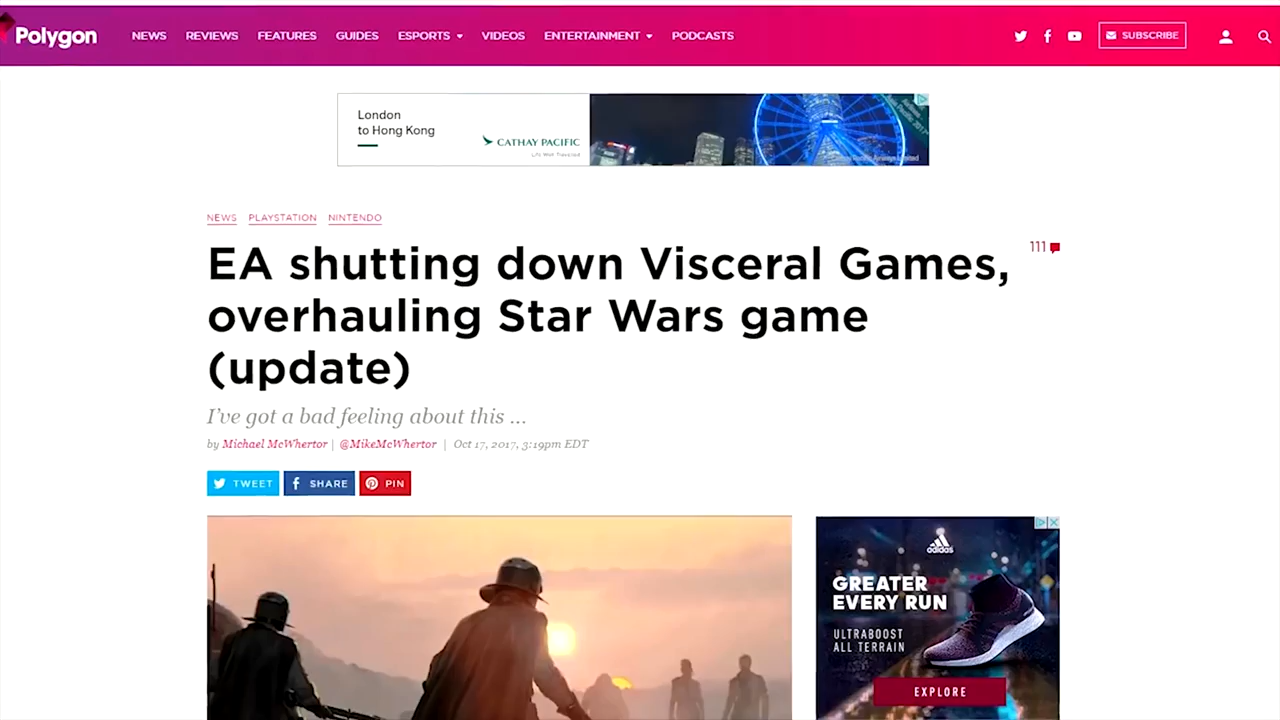 Polygon
NEWS REVIEWS FEATURES GUIDES ESPORTS VIDEOS ENTERTAINMENT PODCASTS
SUBSCRIBE
London
to Hong Kong
CATHAY PACIFIC
Life Well Travelled
NEWS PLAYSTATION NINTENDO
111
EA shutting down Visceral Games,
overhauling Star Wars game
(update)
I've got a bad feeling about this ...
by Michael McWhertor | @MikeMcWhertor | Oct 17, 2017, 3:19pm EDT
TWEET SHARE PIN
adidas
GREATER
EVERY RUN
ULTRABOOST
ALL TERRAIN
EXPLORE